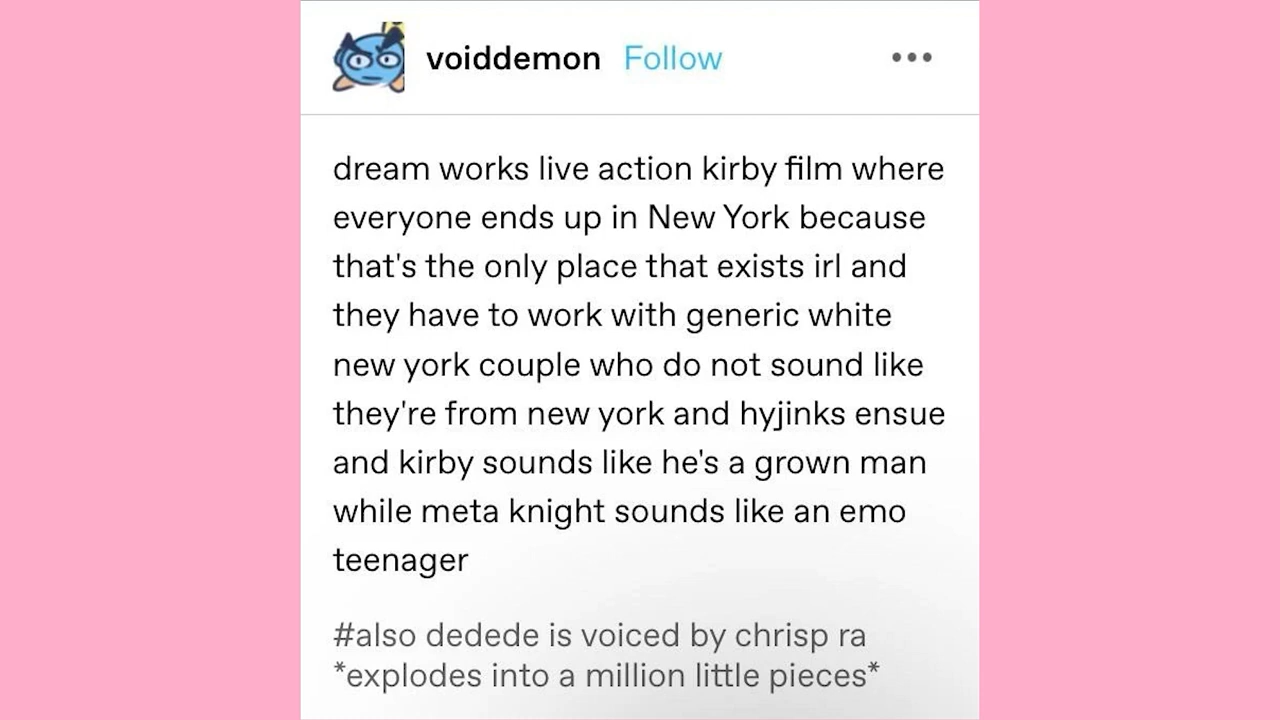 voiddemon Follow
dream works live action kirby film where
everyone ends up in New York because
that's the only place that exists irl and
they have to work with generic white
new york couple who do not sound like
they're from new york and hyjinks ensue
and kirby sounds like he's a grown man
while meta knight sounds like an emo
teenager
#also dedede is voiced by chrisp ra
*explodes into a million little pieces*